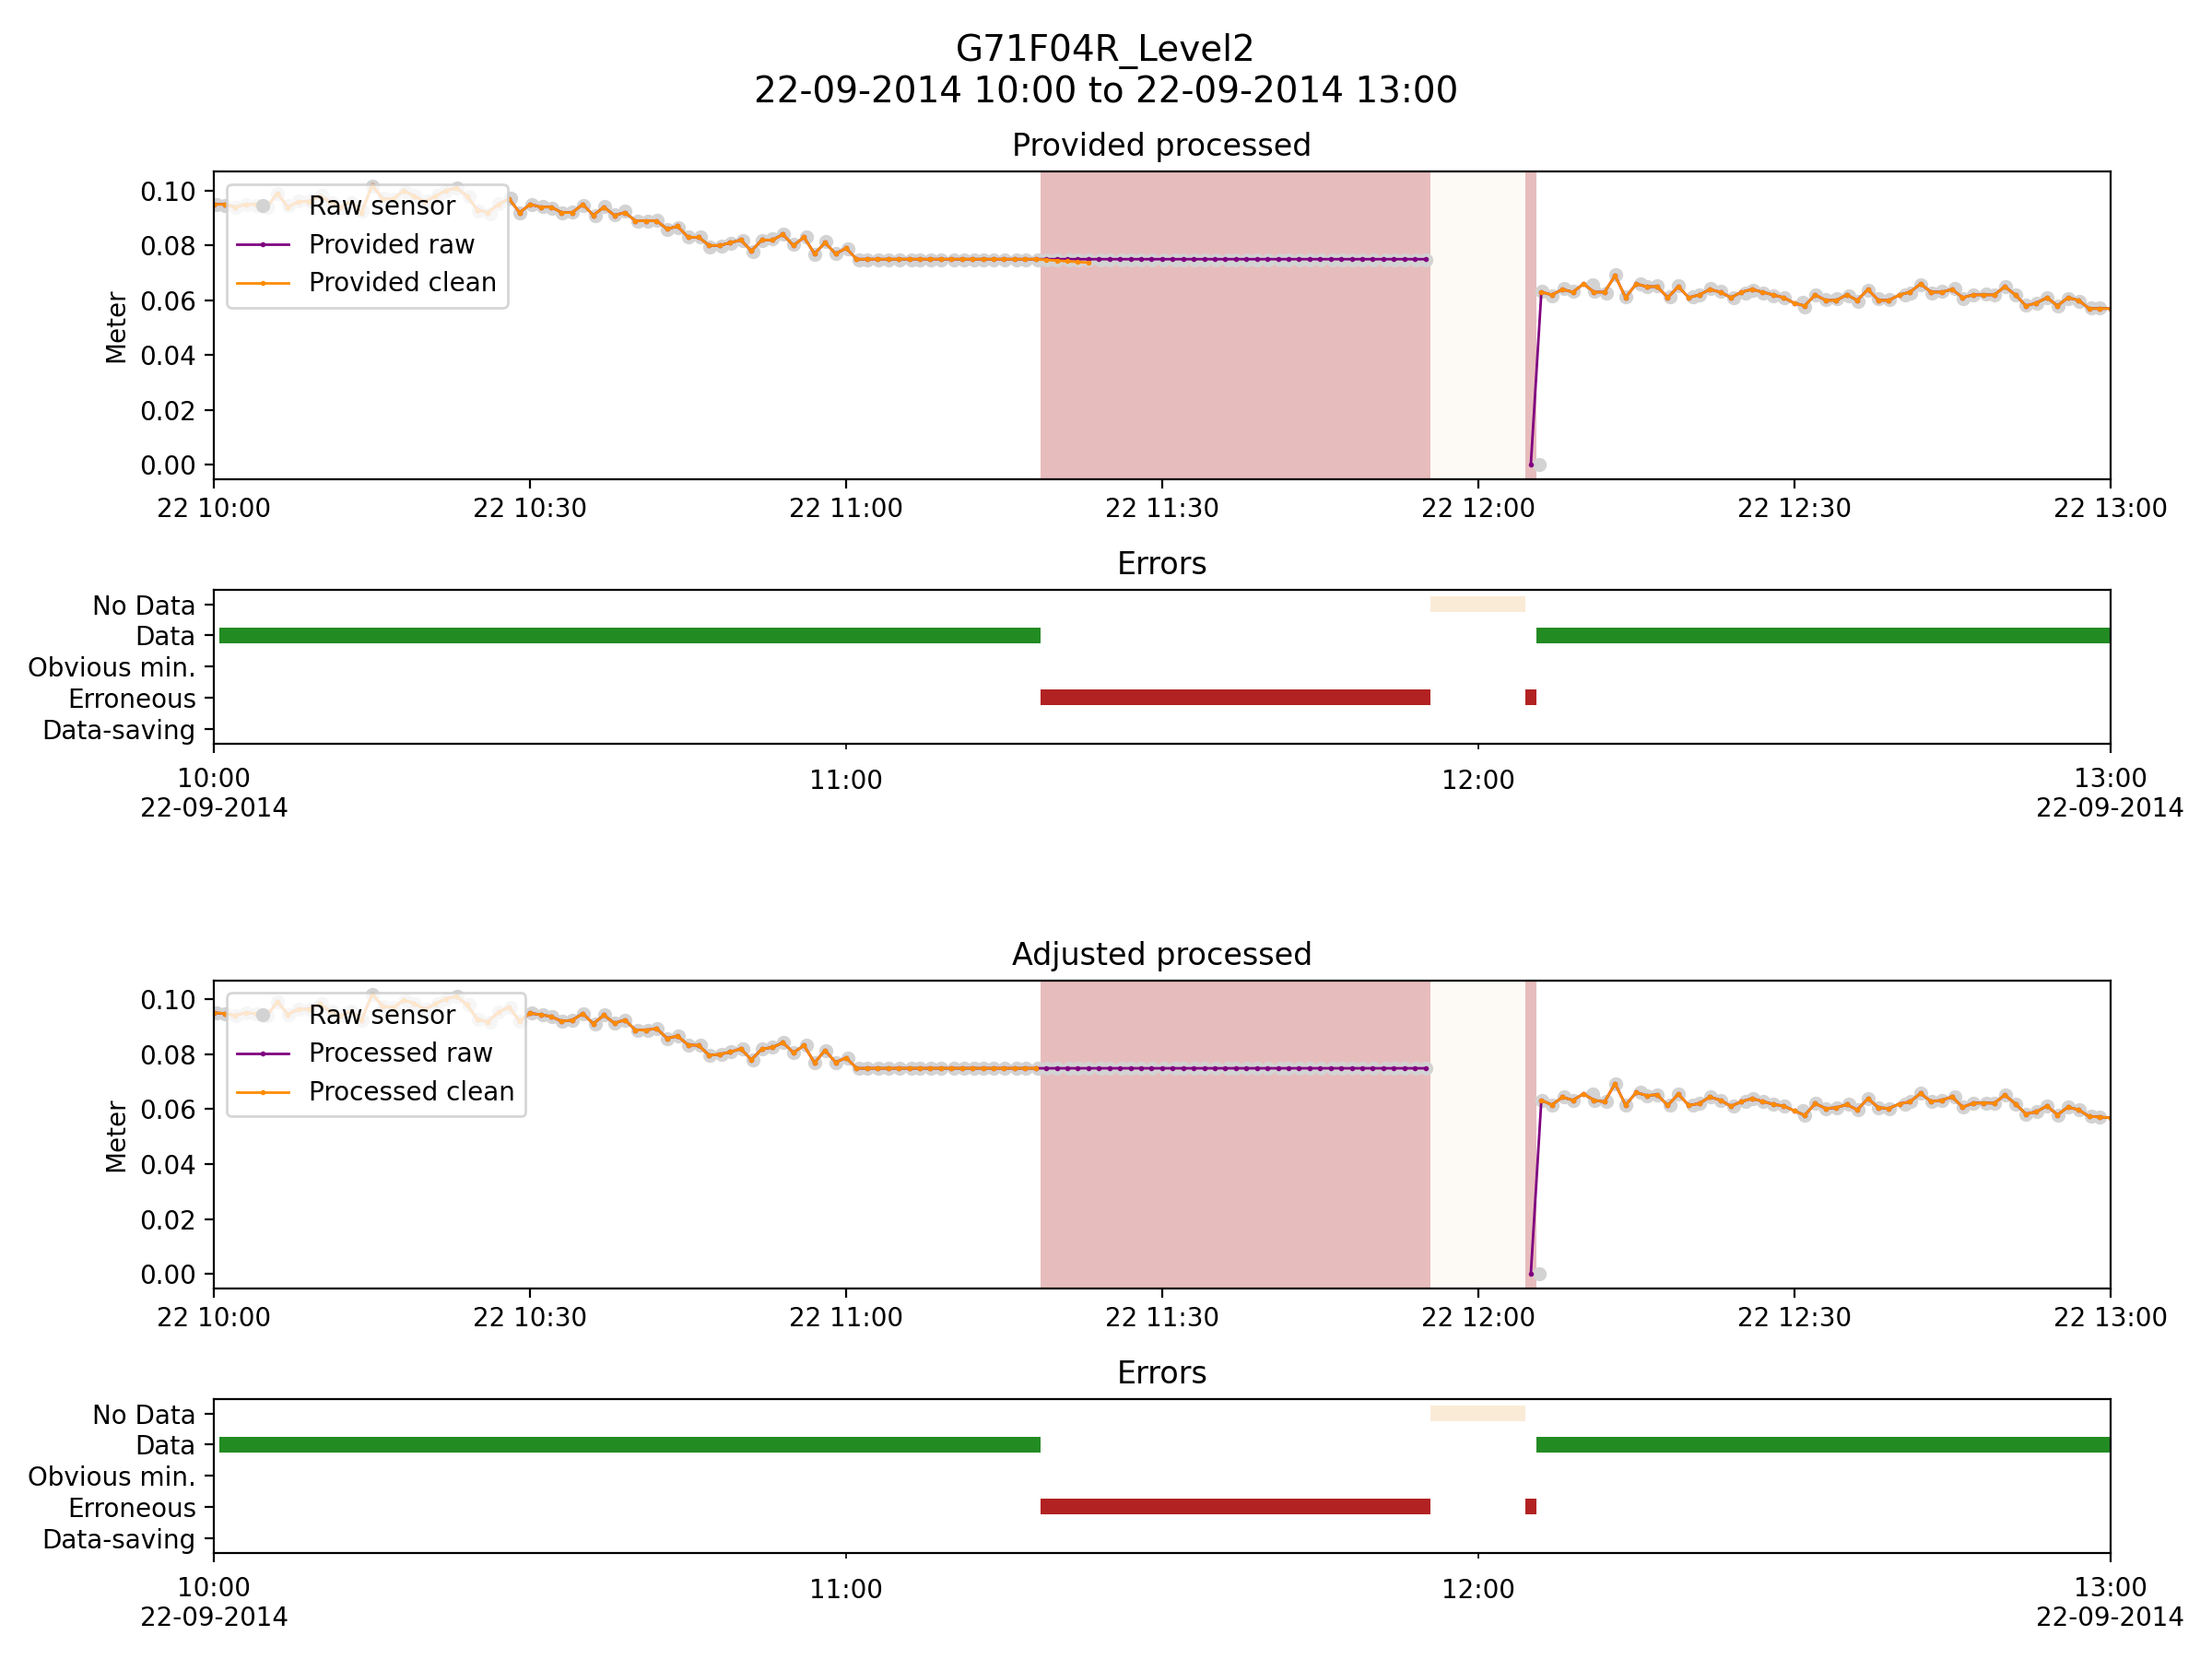 G71F04R_Level2
22-09-2014 10:00 to 22-09-2014 13:00
Provided processed
0.10
0.08
0.06
0.04
0.02
0.00
Meter
Raw sensor
Provided raw
Provided clean
22 10:00 22 10:30 22 11:00 22 11:30 22 12:00 22 12:30 22 13:00
Errors
No Data
Data
Obvious min.
Erroneous
Data-saving
10:00 11:00 12:00 13:00
22-09-2014 22-09-2014
Adjusted processed
0.10
0.08
0.06
0.04
0.02
0.00
Meter
Raw sensor
Processed raw
Processed clean
22 10:00 22 10:30 22 11:00 22 11:30 22 12:00 22 12:30 22 13:00
Errors
No Data
Data
Obvious min.
Erroneous
Data-saving
10:00 11:00 12:00 13:00
22-09-2014 22-09-2014